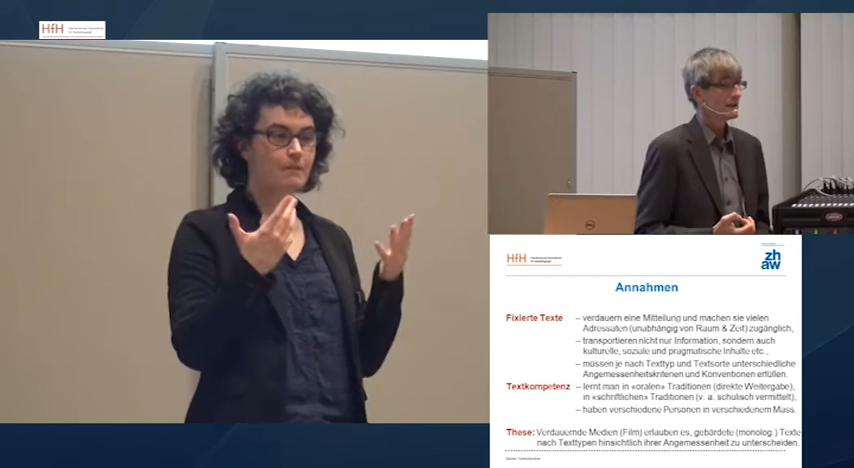 HfH
HfH
zh
aw
Annahmen
Fixierte Texte – verdauern eine Mitteilung und machen sie vielen
Adressaten (unabhängig von Raum & Zeit) zugänglich,
– transportieren nicht nur Information, sondern auch
kulturelle, soziale und pragmatische Inhalte etc.,
– müssen je nach Texttyp und Textsorte unterschiedliche
Angemessenheitskriterien und Konventionen erfüllen.
Textkompetenz – lernt man in «oralen» Traditionen (direkte Weitergabe),
in «schriftlichen» Traditionen (v. a. schulisch vermittelt),
– haben verschiedene Personen in verschiedenem Mass.
These: Verdauernde Medien (Film) erlauben es, gebärdete (monolog.) Texte
nach Texttypen hinsichtlich ihrer Angemessenheit zu unterscheiden.
DELL